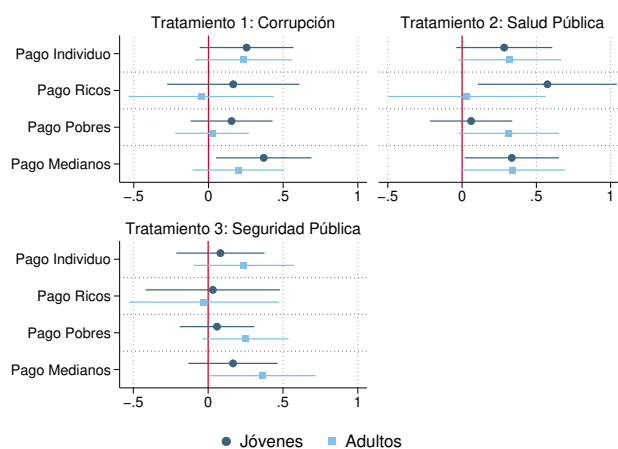 Tratamiento 1: Corrupción
Pago Individuo
Pago Ricos
Pago Pobres
Pago Medianos
−.5 0 .5 1
Tratamiento 2: Salud Pública
−.5 0 .5 1
Tratamiento 3: Seguridad Pública
Pago Individuo
Pago Ricos
Pago Pobres
Pago Medianos
−.5 0 .5 1
Jóvenes Adultos